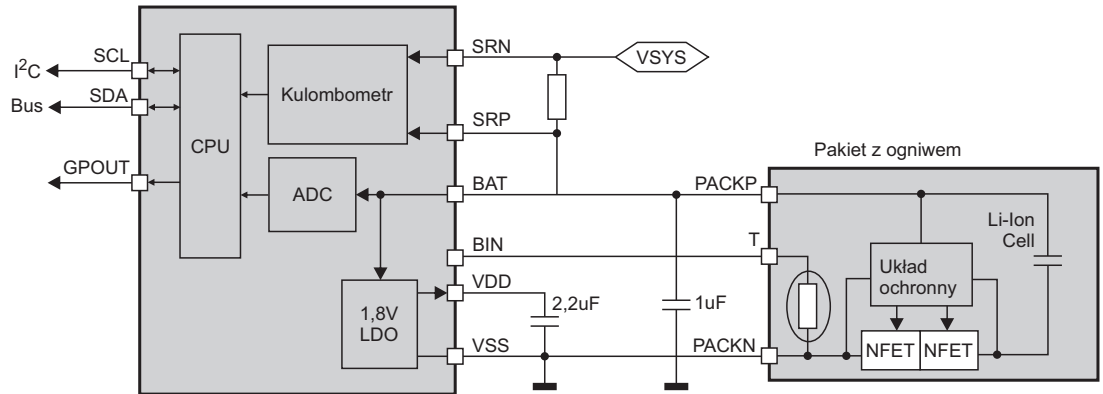 SCL
I²C
SDA
Bus
GPOUT
CPU
Kulombometr
ADC
1,8V
LDO
SRN
VSYS
SRP
BAT
BIN
VDD
2,2uF
VSS
1uF
Pakiet z ogniwem
PACKP
T
PACKN
Li-Ion
Cell
Układ
ochronny
NFET NFET